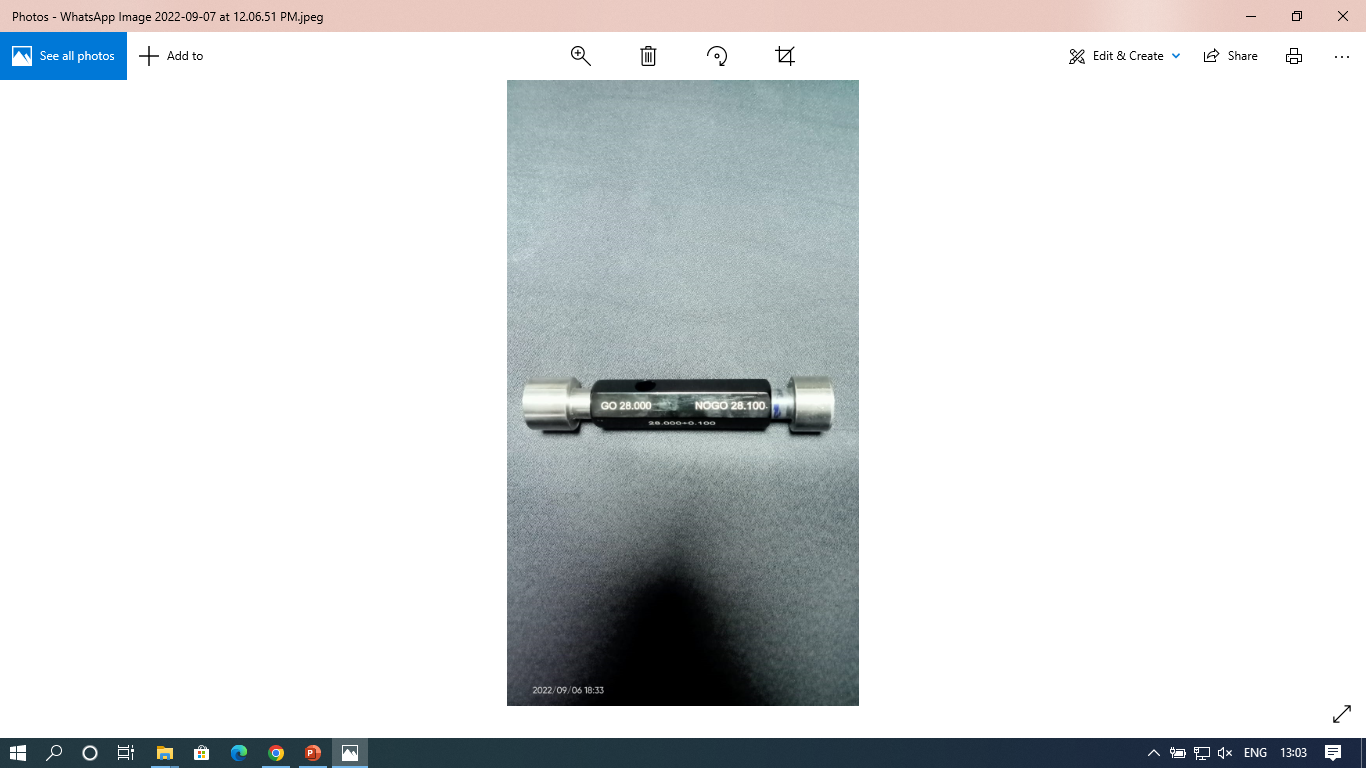 Photos - WhatsApp Image 2022-09-07 at 12.06.51 PM.jpeg
See all photos
Add to
Edit & Create
Share
GO 28.000 NOGO 28.100
28.000+0.100
2022/09/06 18:33
ENG 13:03